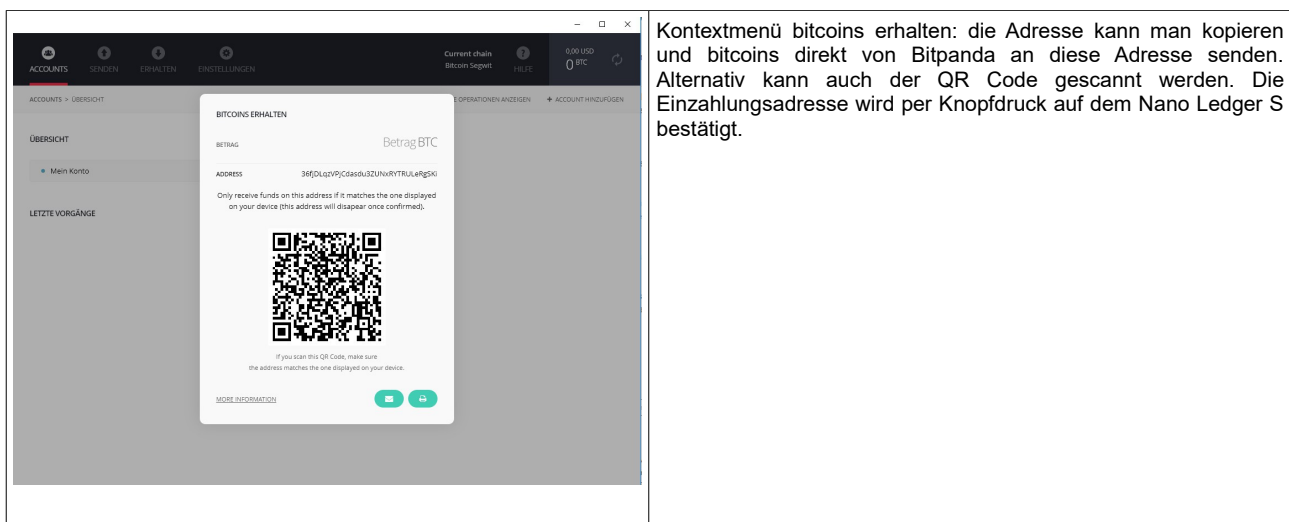 ACCOUNTS
SENDEN
ERHALTEN
EINSTELLUNGEN
Current chain
Bitcoin Segwit
HILFE
0,00 USD
0 BTC
ACCOUNTS > ÜBERSICHT
E OPERATIONEN ANZEIGEN
+ ACCOUNT HINZUFÜGEN
ÜBERSICHT
Mein Konto
LETZTE VORGÄNGE
BITCOINS ERHALTEN
BETRAG
Betrag BTC
ADDRESS
36fjDLqzVPjCdasdu3ZUNxRYTRULeRgSKi
Only receive funds on this address if it matches the one displayed
on your device (this address will disapear once confirmed).
If you scan this QR Code, make sure
the address matches the one displayed on your device.
MORE INFORMATION
Kontextmenü bitcoins erhalten: die Adresse kann man kopieren
und bitcoins direkt von Bitpanda an diese Adresse senden.
Alternativ kann auch der QR Code gescannt werden. Die
Einzahlungsadresse wird per Knopfdruck auf dem Nano Ledger S
bestätigt.